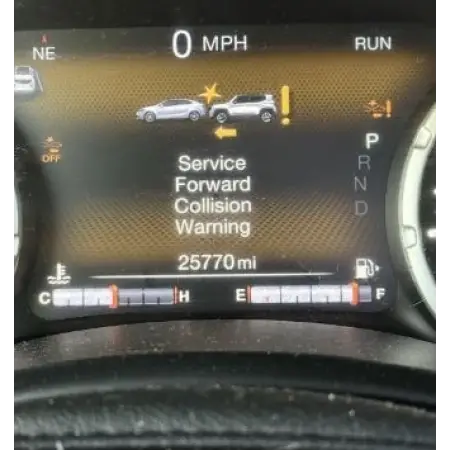 NE
0 MPH
RUN
OFF
P
R
N
D
Service
Forward
Collision
Warning
25770 mi
C H
E F